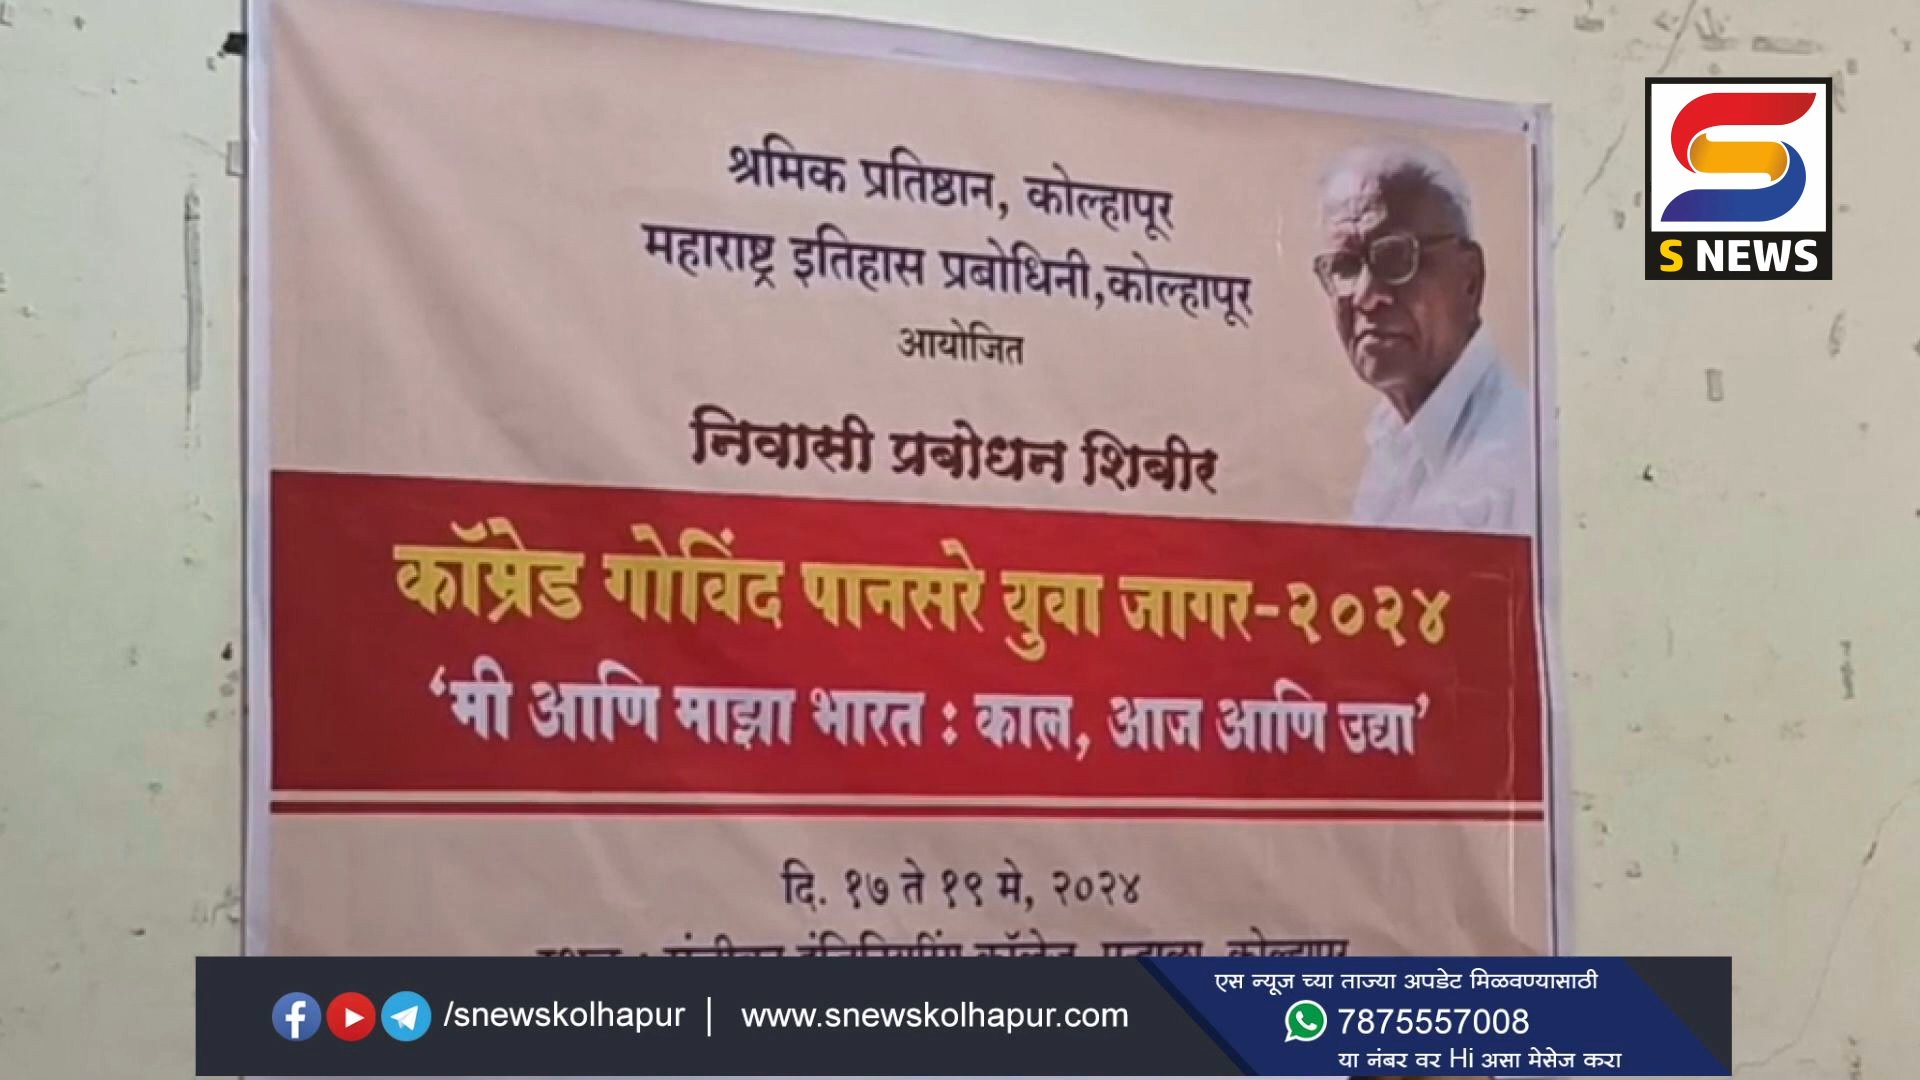 श्रमिक प्रतिष्ठान, कोल्हापूर
महाराष्ट्र इतिहास प्रबोधिनी,कोल्हापूर
आयोजित
निवासी प्रबोधन शिबीर
कॉम्रेड गोविंद पानसरे युवा जागर-२०२४
‘मी आणि माझा भारत : काल, आज आणि उद्या’
दि. १७ ते १९ मे, २०२४
कॉलेज, पन्हाळा, कोल्हापूर
S NEWS
/snewskolhapur | www.snewskolhapur.com
एस न्यूज च्या ताज्या अपडेट मिळवण्यासाठी
7875557008
या नंबर वर Hi असा मेसेज करा